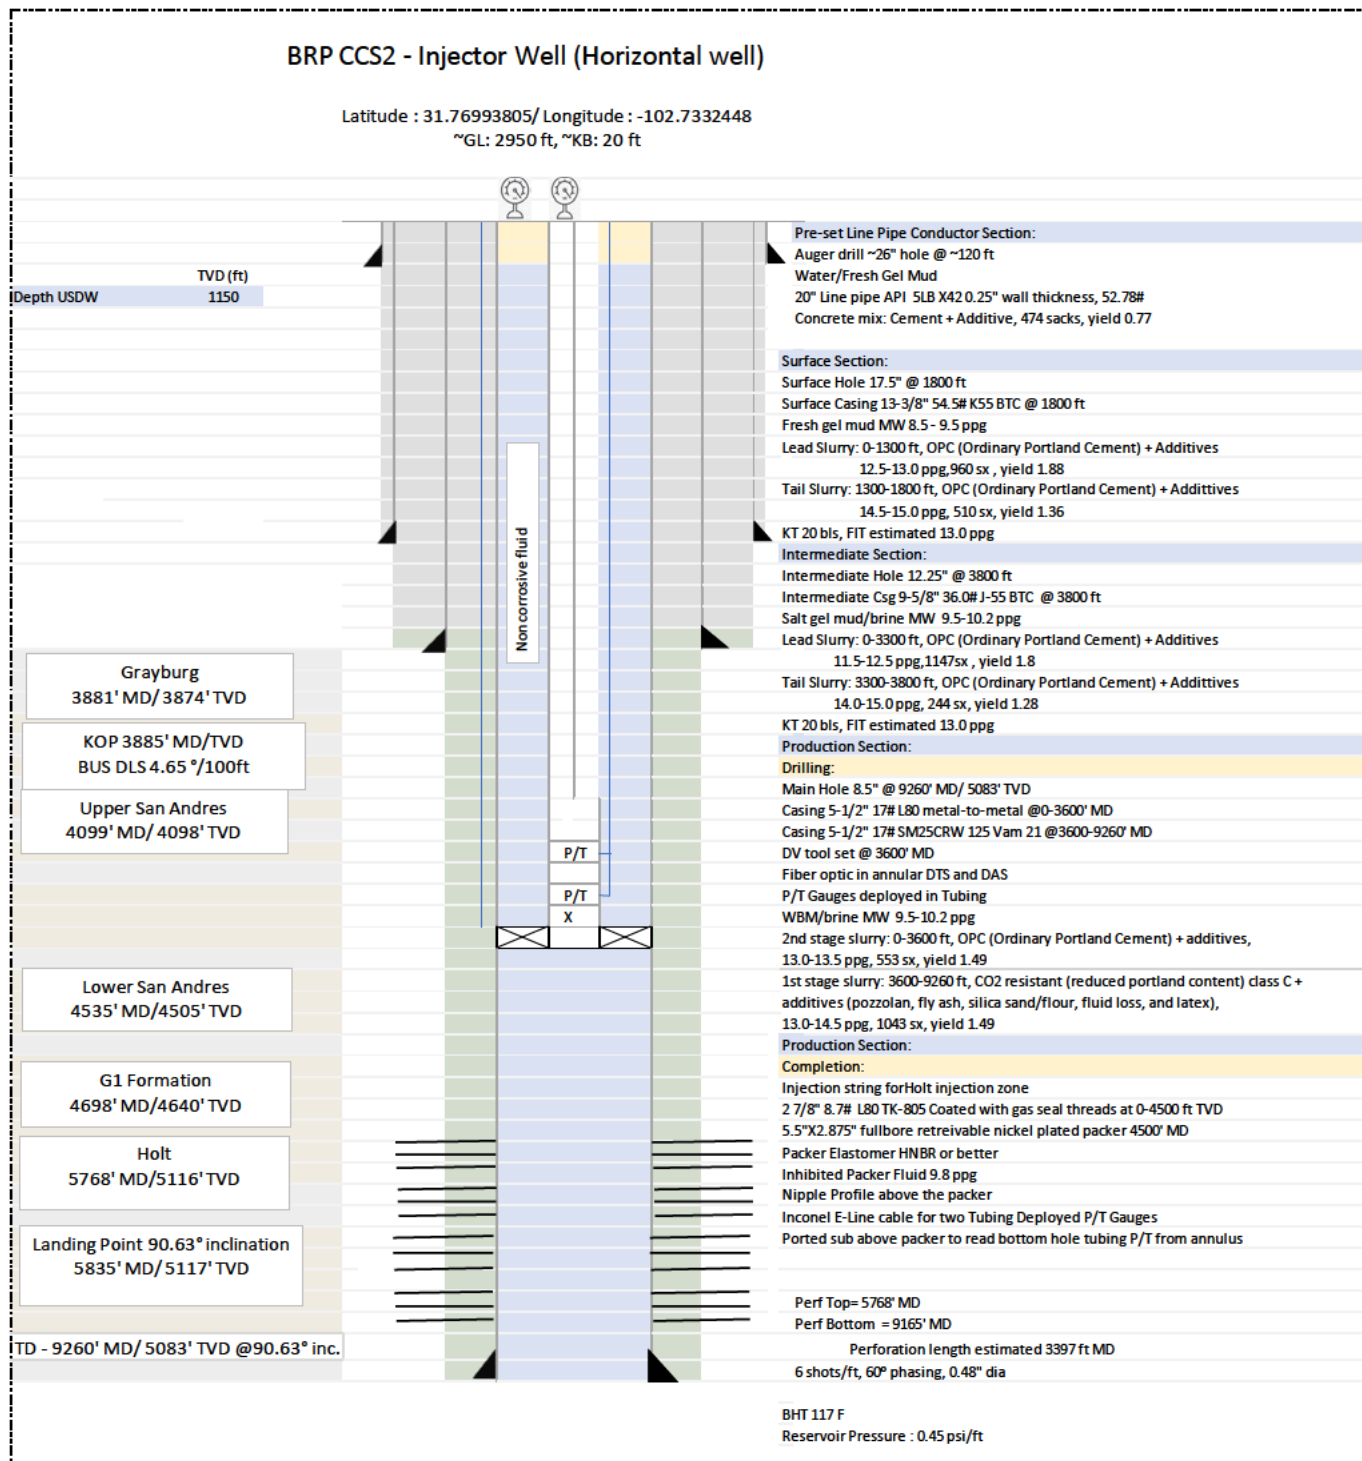 BRP CCS2 - Injector Well (Horizontal well)
Latitude : 31.76993805/ Longitude : -102.7332448
~GL: 2950 ft, ~KB: 20 ft
TVD (ft)
Depth USDW 1150
Non corrosive fluid
P/T
P/T
X
Grayburg
3881' MD/ 3874' TVD
KOP 3885' MD/TVD
BUS DLS 4.65 °/100ft
Upper San Andres
4099' MD/ 4098' TVD
Lower San Andres
4535' MD/4505' TVD
G1 Formation
4698' MD/4640' TVD
Holt
5768' MD/5116' TVD
Landing Point 90.63° inclination
5835' MD/ 5117' TVD
TD - 9260' MD/ 5083' TVD @90.63° inc.
Pre-set Line Pipe Conductor Section:
Auger drill ~26" hole @ ~120 ft
Water/Fresh Gel Mud
20" Line pipe API 5LB X42 0.25" wall thickness, 52.78#
Concrete mix: Cement + Additive, 474 sacks, yield 0.77
Surface Section:
Surface Hole 17.5" @ 1800 ft
Surface Casing 13-3/8" 54.5# K55 BTC @ 1800 ft
Fresh gel mud MW 8.5 - 9.5 ppg
Lead Slurry: 0-1300 ft, OPC (Ordinary Portland Cement) + Additives
12.5-13.0 ppg,960 sx , yield 1.88
Tail Slurry: 1300-1800 ft, OPC (Ordinary Portland Cement) + Addittives
14.5-15.0 ppg, 510 sx, yield 1.36
KT 20 bls, FIT estimated 13.0 ppg
Intermediate Section:
Intermediate Hole 12.25" @ 3800 ft
Intermediate Csg 9-5/8" 36.0# J-55 BTC @ 3800 ft
Salt gel mud/brine MW 9.5-10.2 ppg
Lead Slurry: 0-3300 ft, OPC (Ordinary Portland Cement) + Additives
11.5-12.5 ppg,1147sx , yield 1.8
Tail Slurry: 3300-3800 ft, OPC (Ordinary Portland Cement) + Addittives
14.0-15.0 ppg, 244 sx, yield 1.28
KT 20 bls, FIT estimated 13.0 ppg
Production Section:
Drilling:
Main Hole 8.5" @ 9260' MD/ 5083' TVD
Casing 5-1/2" 17# L80 metal-to-metal @0-3600' MD
Casing 5-1/2" 17# SM25CRW 125 Vam 21 @3600-9260' MD
DV tool set @ 3600' MD
Fiber optic in annular DTS and DAS
P/T Gauges deployed in Tubing
WBM/brine MW 9.5-10.2 ppg
2nd stage slurry: 0-3600 ft, OPC (Ordinary Portland Cement) + additives,
13.0-13.5 ppg, 553 sx, yield 1.49
1st stage slurry: 3600-9260 ft, CO2 resistant (reduced portland content) class C +
additives (pozzolan, fly ash, silica sand/flour, fluid loss, and latex),
13.0-14.5 ppg, 1043 sx, yield 1.49
Production Section:
Completion:
Injection string forHolt injection zone
2 7/8" 8.7# L80 TK-805 Coated with gas seal threads at 0-4500 ft TVD
5.5"X2.875" fullbore retreivable nickel plated packer 4500' MD
Packer Elastomer HNBR or better
Inhibited Packer Fluid 9.8 ppg
Nipple Profile above the packer
Inconel E-Line cable for two Tubing Deployed P/T Gauges
Ported sub above packer to read bottom hole tubing P/T from annulus
Perf Top= 5768' MD
Perf Bottom = 9165' MD
Perforation length estimated 3397 ft MD
6 shots/ft, 60º phasing, 0.48" dia
BHT 117 F
Reservoir Pressure : 0.45 psi/ft